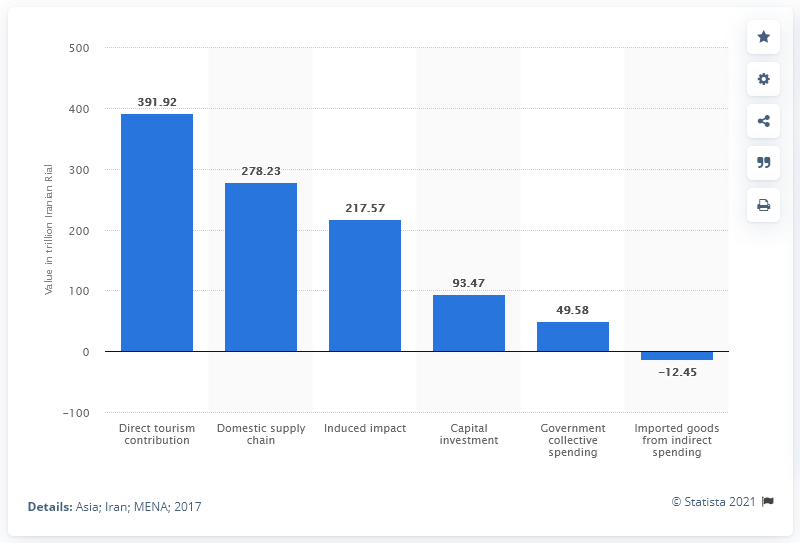 500
400
300
200
100
0
−100
Value in trillion Iranian Rial
391.92
278.23
217.57
93.47
49.58
−12.45
Direct tourism
contribution
Domestic supply
chain
Induced impact
Capital
investment
Government
collective
spending
Imported goods
from indirect
spending
Details: Asia; Iran; MENA; 2017
© Statista 2021